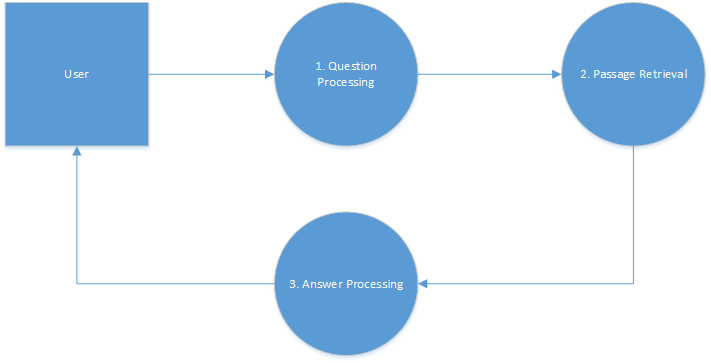 User
1. Question
Processing
2. Passage Retrieval
3. Answer Processing